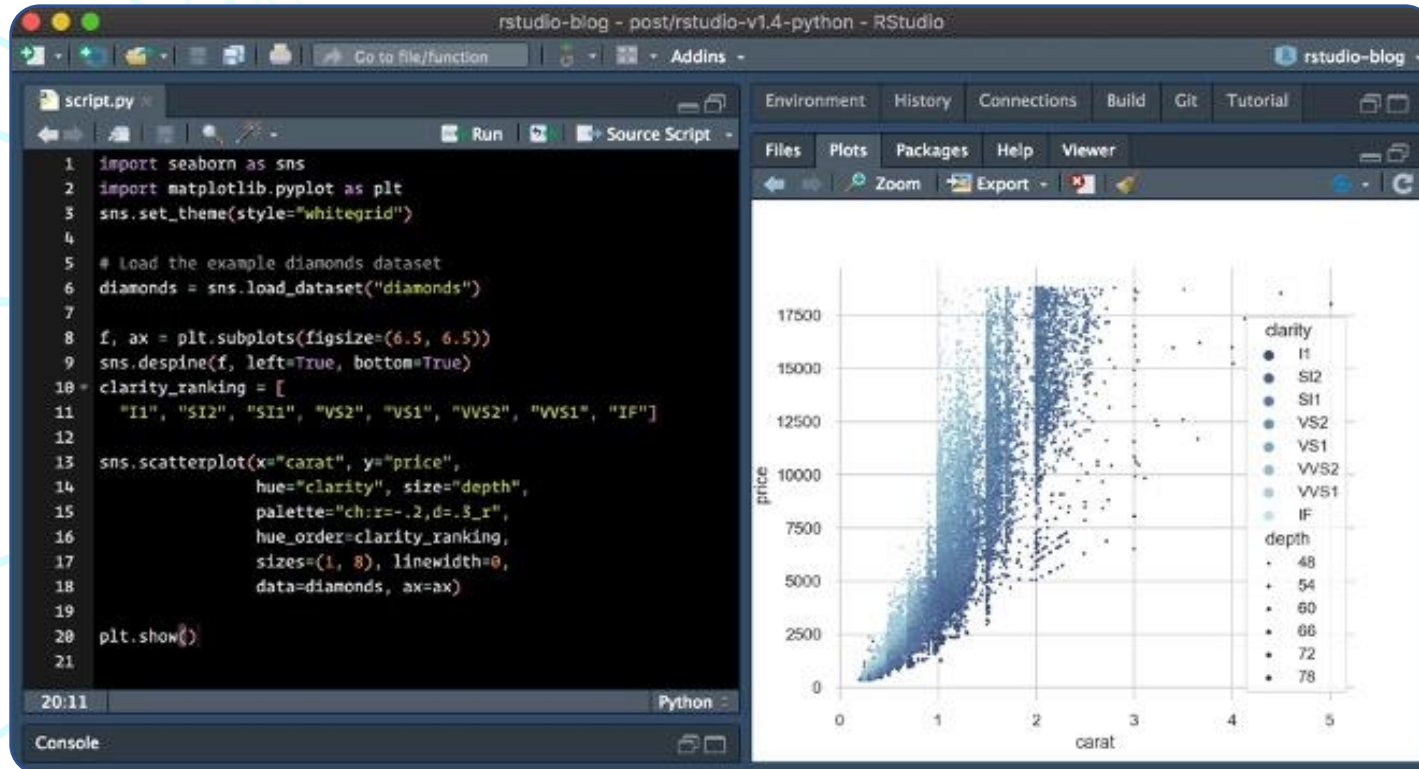 rstudio-blog - post/rstudio-v1.4-python - RStudio
Go to file/function
Addins
rstudio-blog
script.py
Run
Source Script
1 import seaborn as sns
2 import matplotlib.pyplot as plt
3 sns.set_theme(style="whitegrid")
4
5 # Load the example diamonds dataset
6 diamonds = sns.load_dataset("diamonds")
7
8 f, ax = plt.subplots(figsize=(6.5, 6.5))
9 sns.despine(f, left=True, bottom=True)
10 clarity_ranking = [
11 "I1", "SI2", "SI1", "VS2", "VS1", "VVS2", "VVS1", "IF"]
12
13 sns.scatterplot(x="carat", y="price",
14 hue="clarity", size="depth",
15 palette="ch:r=-.2,d=.3_r",
16 hue_order=clarity_ranking,
17 sizes=(1, 8), linewidth=0,
18 data=diamonds, ax=ax)
19
20 plt.show()
21
20:11
Python
Console
Environment History Connections Build Git Tutorial
Files Plots Packages Help Viewer
Zoom Export
17500
15000
12500
10000
7500
5000
2500
0
price
0 1 2 3 4 5
carat
clarity
I1
SI2
SI1
VS2
VS1
VVS2
VVS1
IF
depth
48
54
60
66
72
78